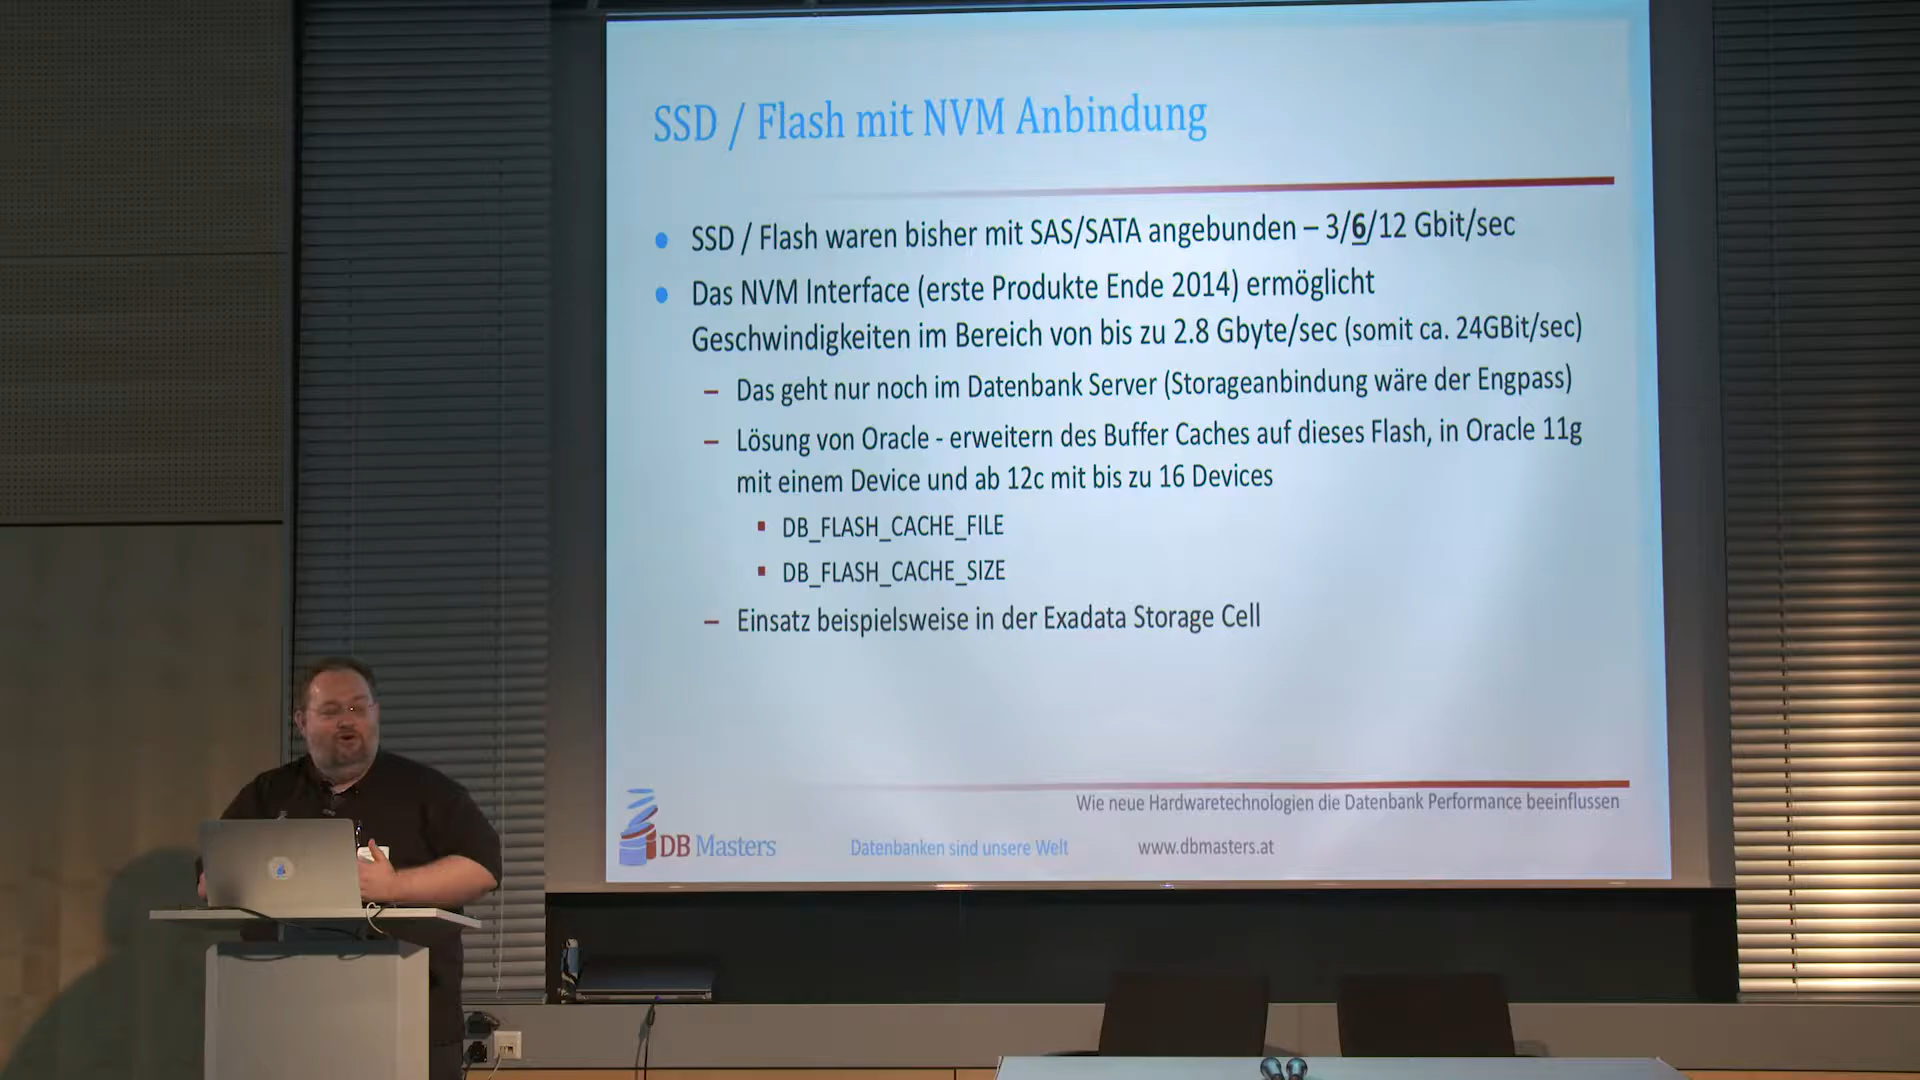 SSD / Flash mit NVM Anbindung
SSD / Flash waren bisher mit SAS/SATA angebunden – 3/6/12 Gbit/sec
Das NVM Interface (erste Produkte Ende 2014) ermöglicht
Geschwindigkeiten im Bereich von bis zu 2.8 Gbyte/sec (somit ca. 24GBit/sec)
– Das geht nur noch im Datenbank Server (Storageanbindung wäre der Engpass)
– Lösung von Oracle - erweitern des Buffer Caches auf dieses Flash, in Oracle 11g
mit einem Device und ab 12c mit bis zu 16 Devices
DB_FLASH_CACHE_FILE
DB_FLASH_CACHE_SIZE
– Einsatz beispielsweise in der Exadata Storage Cell
Wie neue Hardwaretechnologien die Datenbank Performance beeinflussen
DB Masters
Datenbanken sind unsere Welt
www.dbmasters.at